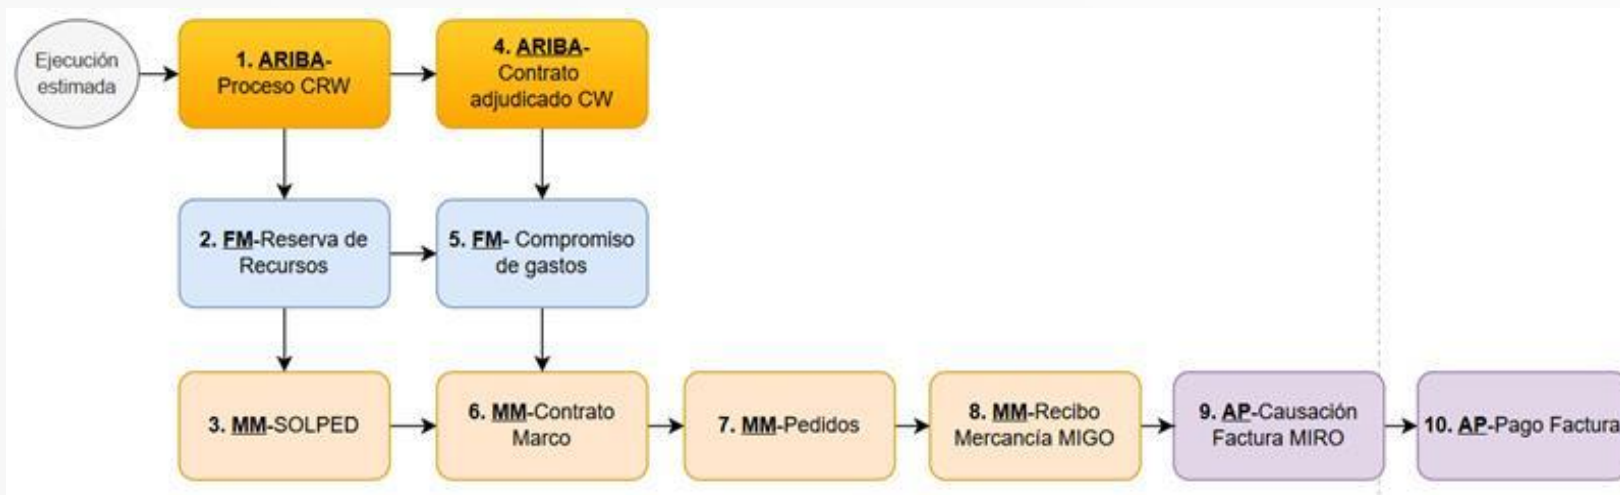 Ejecución
estimada
1. ARIBA-
Proceso CRW
4. ARIBA-
Contrato
adjudicado CW
2. FM-Reserva de
Recursos
5. FM- Compromiso
de gastos
3. MM-SOLPED
6. MM-Contrato
Marco
7. MM-Pedidos
8. MM-Recibo
Mercancía MIGO
9. AP-Causación
Factura MIRO
10. AP-Pago Factura